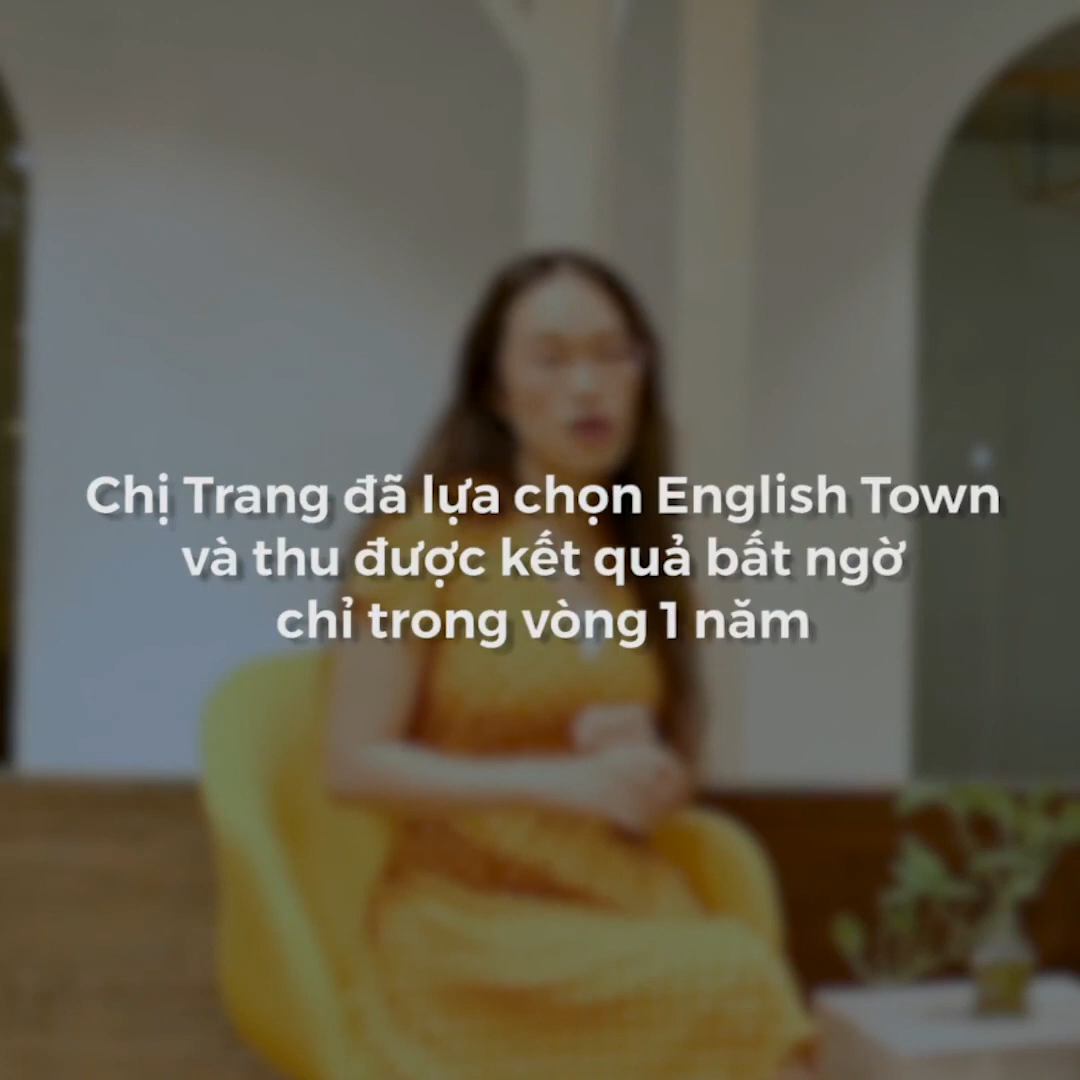 Chị Trang đã lựa chọn English Town
và thu được kết quả bất ngờ
chỉ trong vòng 1 năm